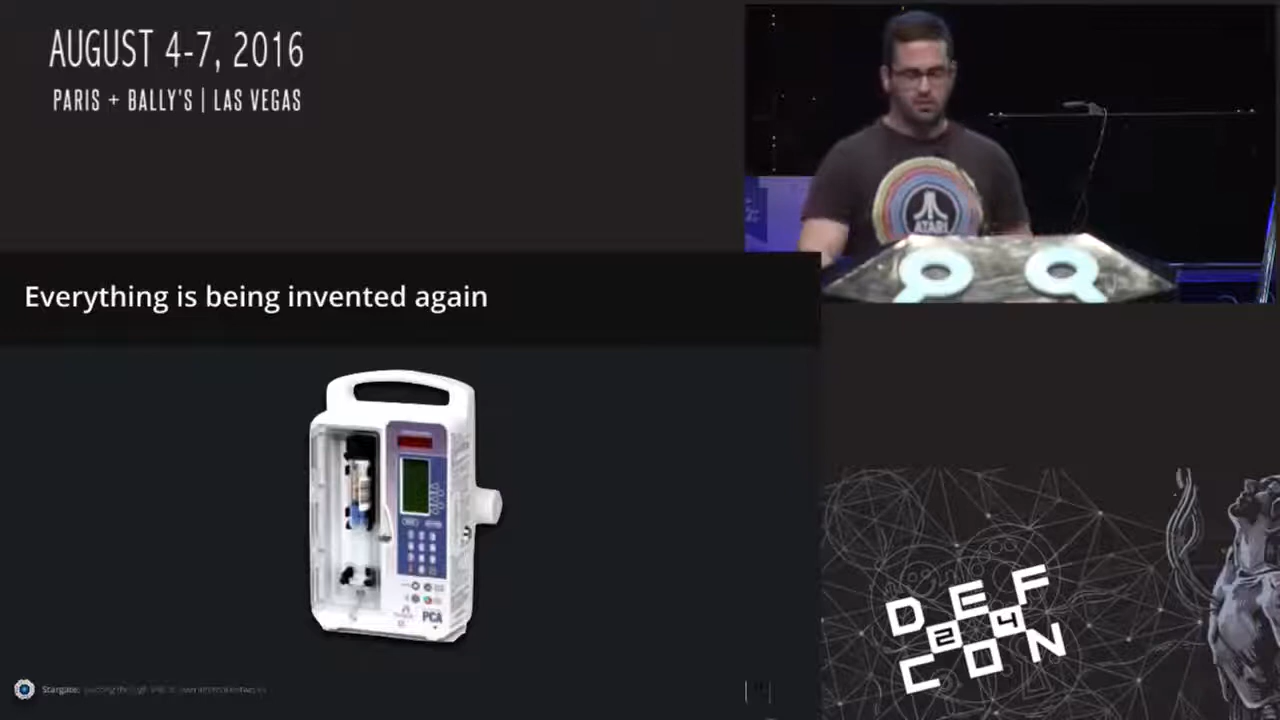 AUGUST 4-7, 2016
PARIS + BALLY'S | LAS VEGAS
ATARI
Everything is being invented again
PCA
Stargate:
DEF
24
CON